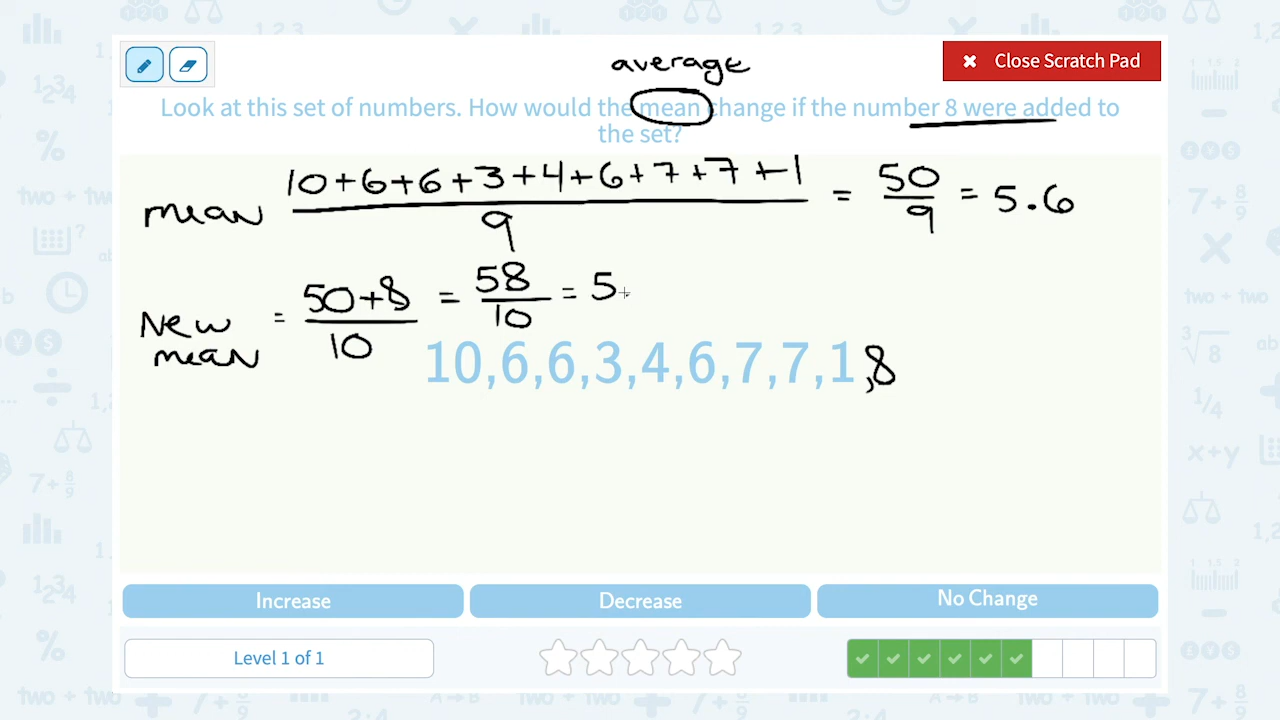 average
Close Scratch Pad
Look at this set of numbers. How would the mean change if the number 8 were added to
the set?
mean 10+6+6+3+4+6+7+7+1 / 9 = 50/9 = 5.6
New mean = 50+8 / 10 = 58/10 = 5
10,6,6,3,4,6,7,7,1,8
Increase
Decrease
No Change
Level 1 of 1